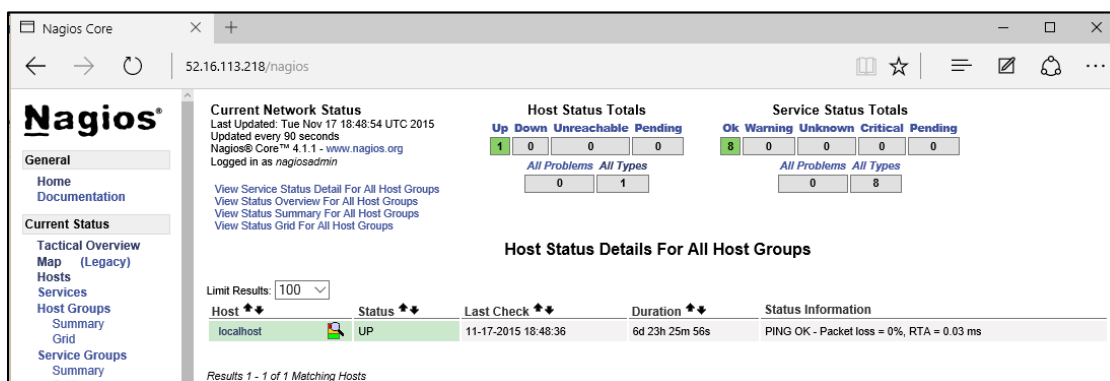 Nagios Core
52.16.113.218/nagios
Nagios®
General
Home
Documentation
Current Status
Tactical Overview
Map (Legacy)
Hosts
Services
Host Groups
Summary
Grid
Service Groups
Summary
Current Network Status
Last Updated: Tue Nov 17 18:48:54 UTC 2015
Updated every 90 seconds
Nagios® Core™ 4.1.1 - www.nagios.org
Logged in as nagiosadmin
View Service Status Detail For All Host Groups
View Status Overview For All Host Groups
View Status Summary For All Host Groups
View Status Grid For All Host Groups
Host Status Totals
Up Down Unreachable Pending
1 0 0 0
All Problems All Types
0 1
Service Status Totals
Ok Warning Unknown Critical Pending
8 0 0 0 0
All Problems All Types
0 8
Host Status Details For All Host Groups
Limit Results: 100
Host Status Last Check Duration Status Information
localhost UP 11-17-2015 18:48:36 6d 23h 25m 56s PING OK - Packet loss = 0%, RTA = 0.03 ms
Results 1 - 1 of 1 Matching Hosts